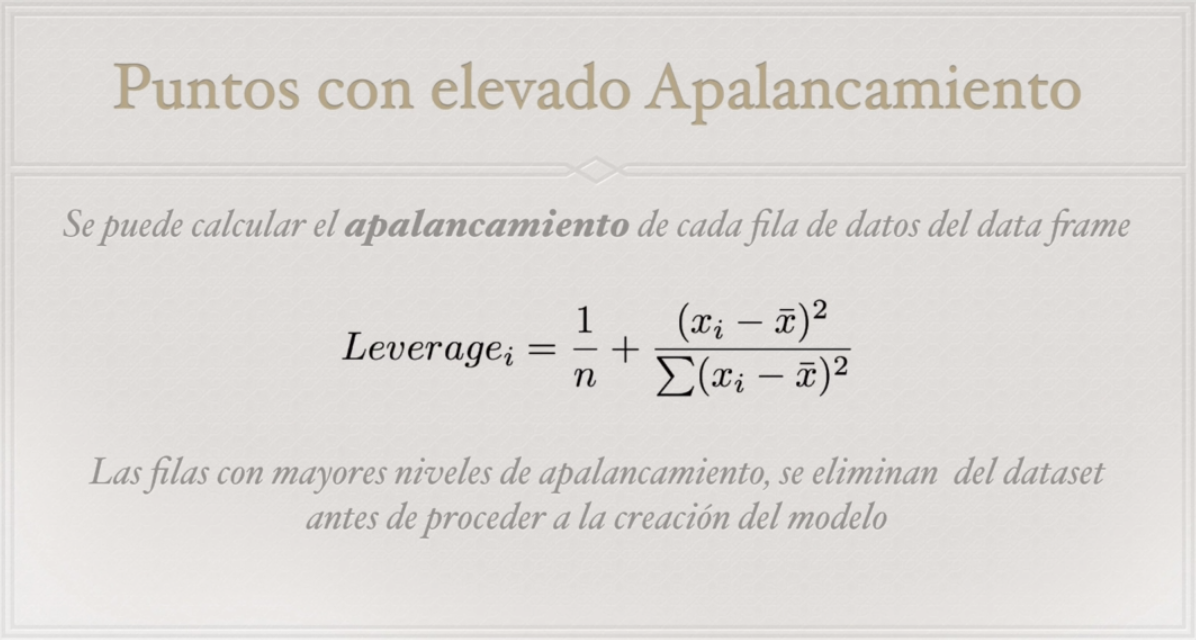 Puntos con elevado Apalancamiento
Se puede calcular el apalancamiento de cada fila de datos del data frame
Leverage_i = \frac{1}{n} + \frac{(x_i - \bar{x})^2}{\sum (x_i - \bar{x})^2}
Las filas con mayores niveles de apalancamiento, se eliminan del dataset
antes de proceder a la creación del modelo